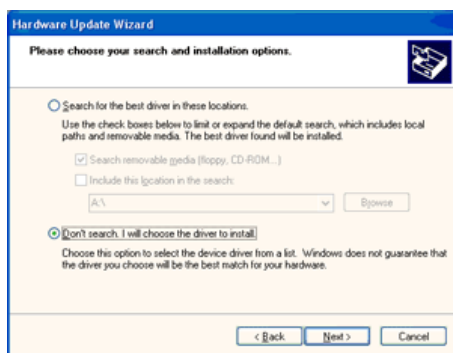 Hardware Update Wizard
Please choose your search and installation options.
Search for the best driver in these locations.
Use the check boxes below to limit or expand the default search, which includes local
paths and removable media. The best driver found will be installed.
Search removable media (floppy, CD-ROM...)
Include this location in the search:
A:\
Browse
Don't search. I will choose the driver to install.
Choose this option to select the device driver from a list. Windows does not guarantee that
the driver you choose will be the best match for your hardware.
< Back
Next >
Cancel